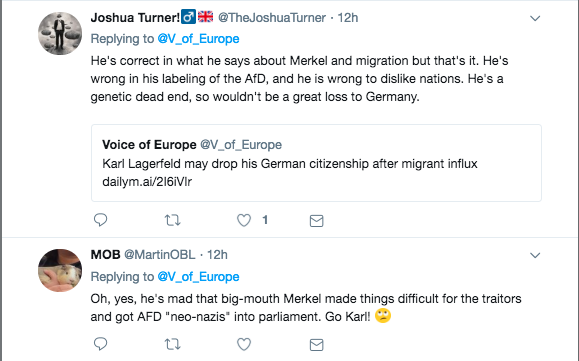 Joshua Turner!♂️🇬🇧 @TheJoshuaTurner · 12h
Replying to @V_of_Europe
He's correct in what he says about Merkel and migration but that's it. He's
wrong in his labeling of the AfD, and he is wrong to dislike nations. He's a
genetic dead end, so wouldn't be a great loss to Germany.
Voice of Europe @V_of_Europe
Karl Lagerfeld may drop his German citizenship after migrant influx
dailym.ai/2I6iVlr
1
MOB @MartinOBL · 12h
Replying to @V_of_Europe
Oh, yes, he's mad that big-mouth Merkel made things difficult for the traitors
and got AFD "neo-nazis" into parliament. Go Karl! 🙄